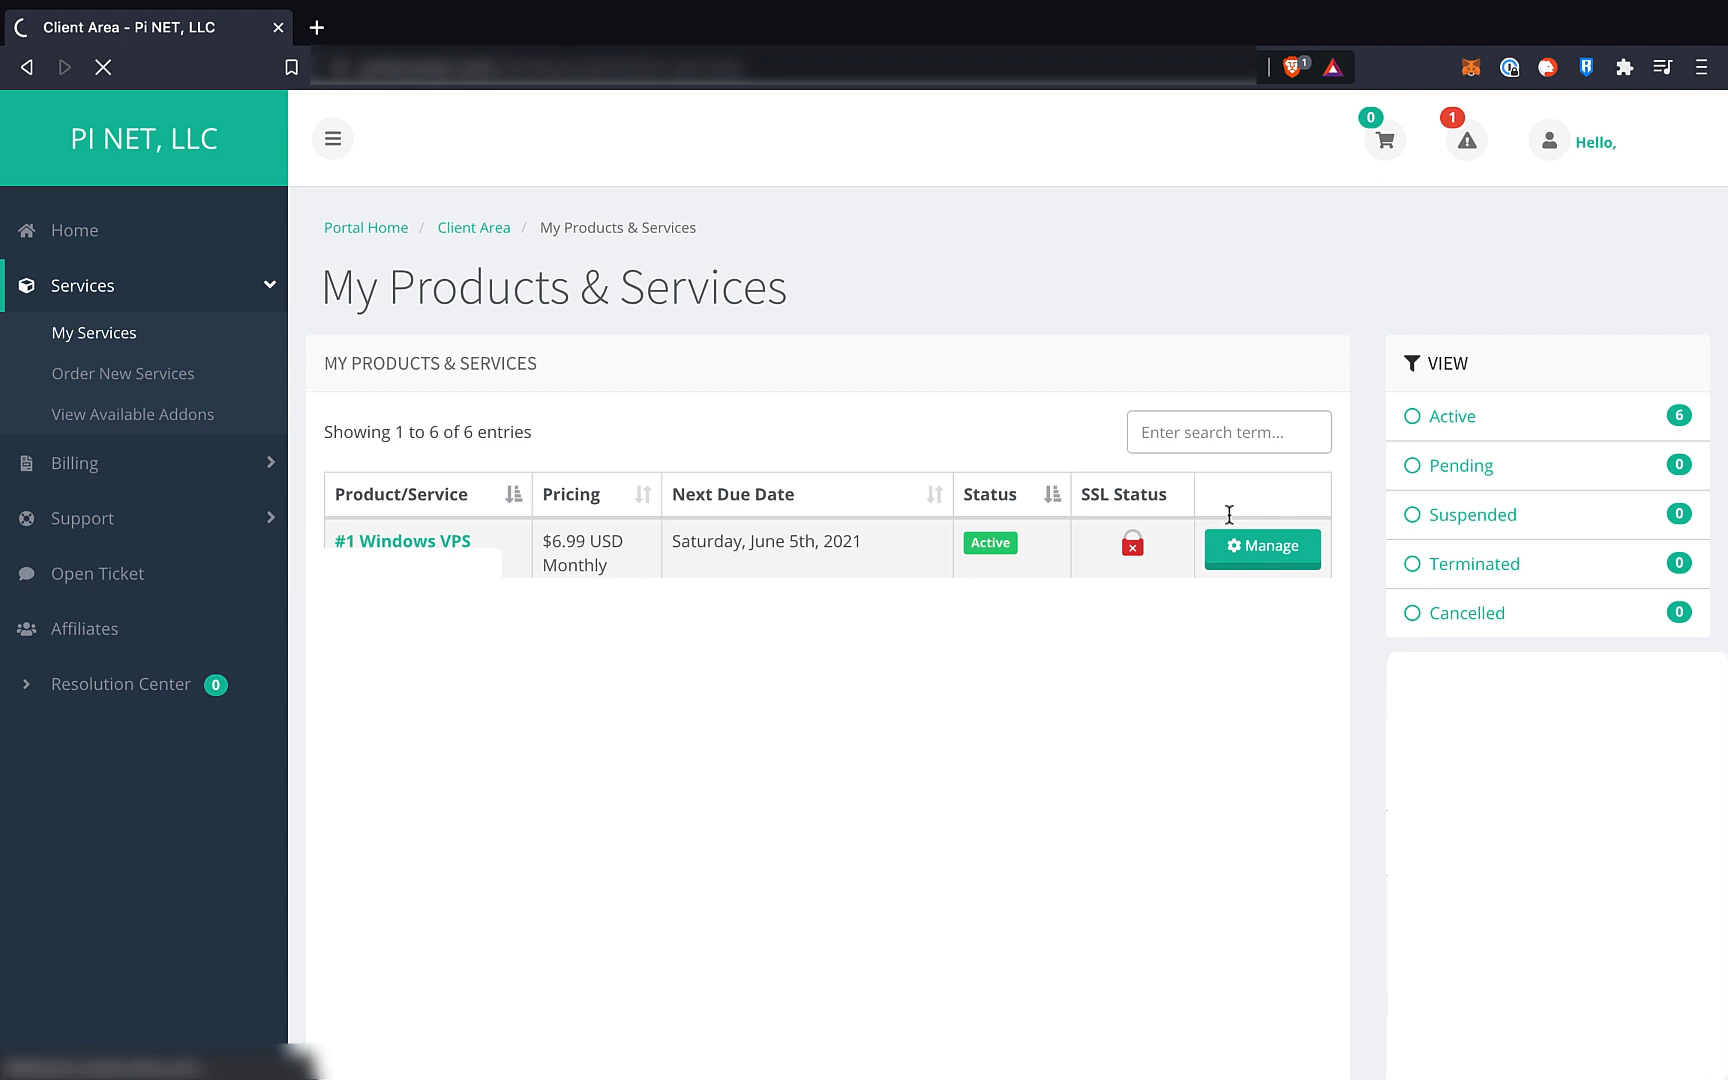 Client Area - Pi NET, LLC
1
PI NET, LLC
0
1
Hello,
Home
Services
My Services
Order New Services
View Available Addons
Billing
Support
Open Ticket
Affiliates
Resolution Center 0
Portal Home / Client Area / My Products & Services
My Products & Services
MY PRODUCTS & SERVICES
Showing 1 to 6 of 6 entries
Enter search term...
Product/Service Pricing Next Due Date Status SSL Status
#1 Windows VPS $6.99 USD Saturday, June 5th, 2021 Active Manage
Monthly
VIEW
Active 6
Pending 0
Suspended 0
Terminated 0
Cancelled 0